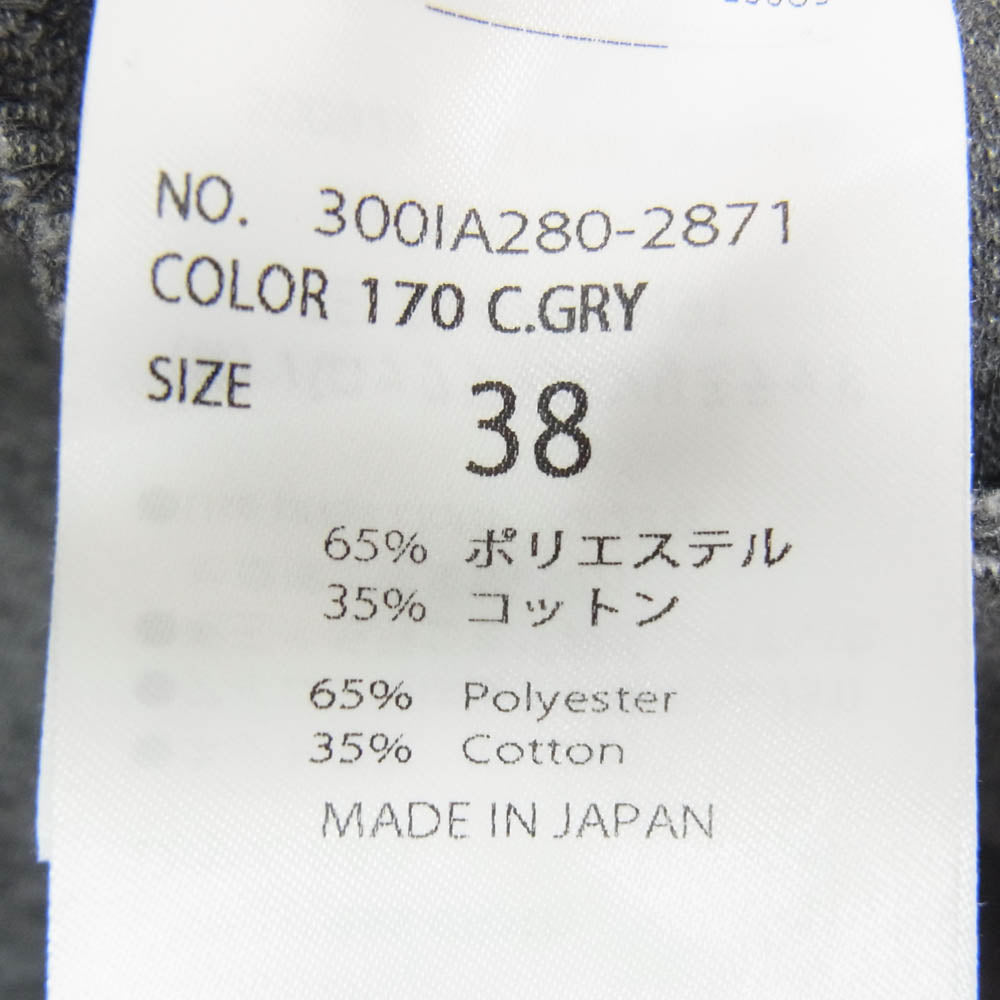 NO. 300IA280-2871
COLOR 170 C.GRY
SIZE 38
65% ポリエステル
35% コットン
65% Polyester
35% Cotton
MADE IN JAPAN